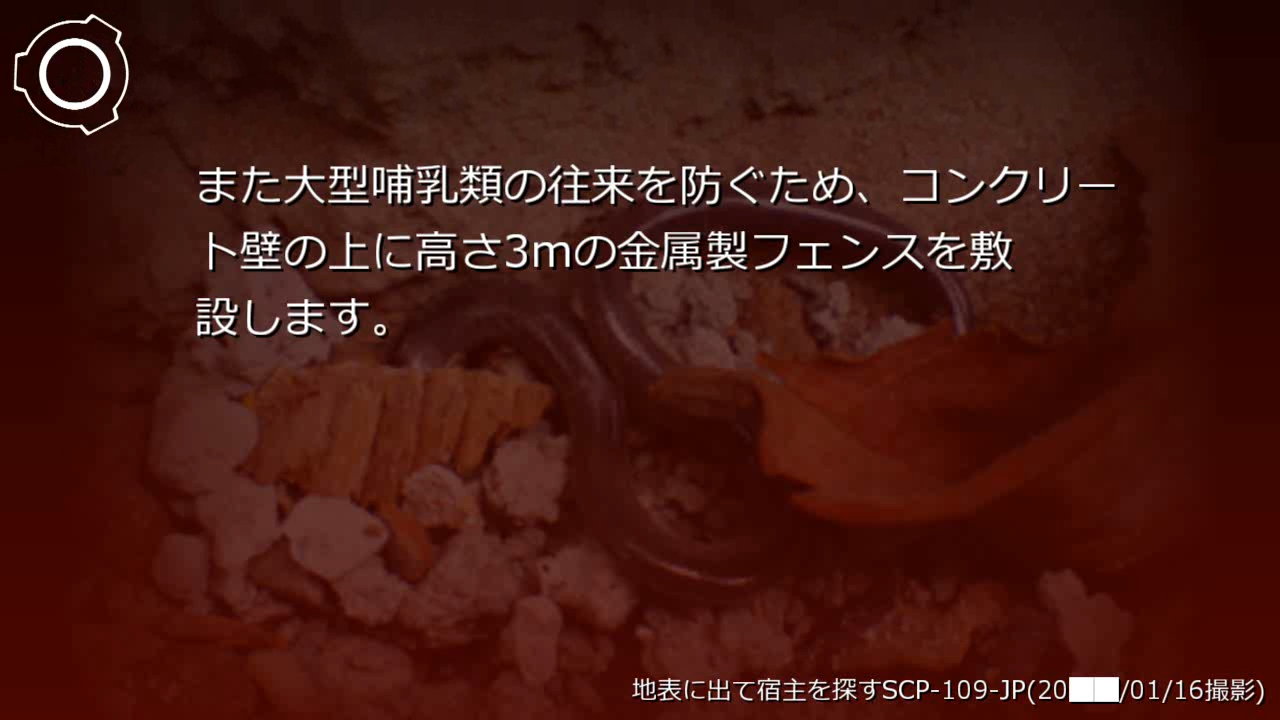 また大型哺乳類の往来を防ぐため、コンクリー
ト壁の上に高さ3mの金属製フェンスを敷
設します。
地表に出て宿主を探すSCP-109-JP(20██/01/16撮影)